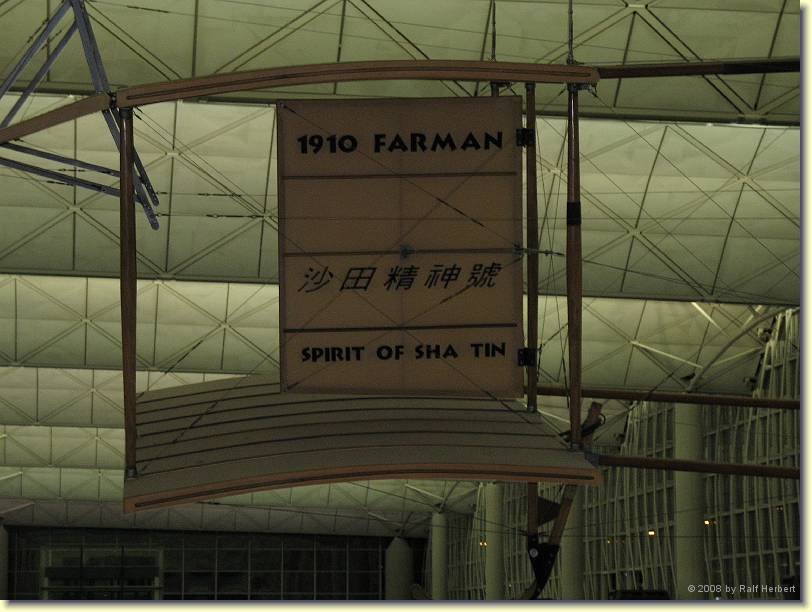 1910 FARMAN
沙田精神號
SPIRIT OF SHA TIN
© 2008 by Ralf Herbert